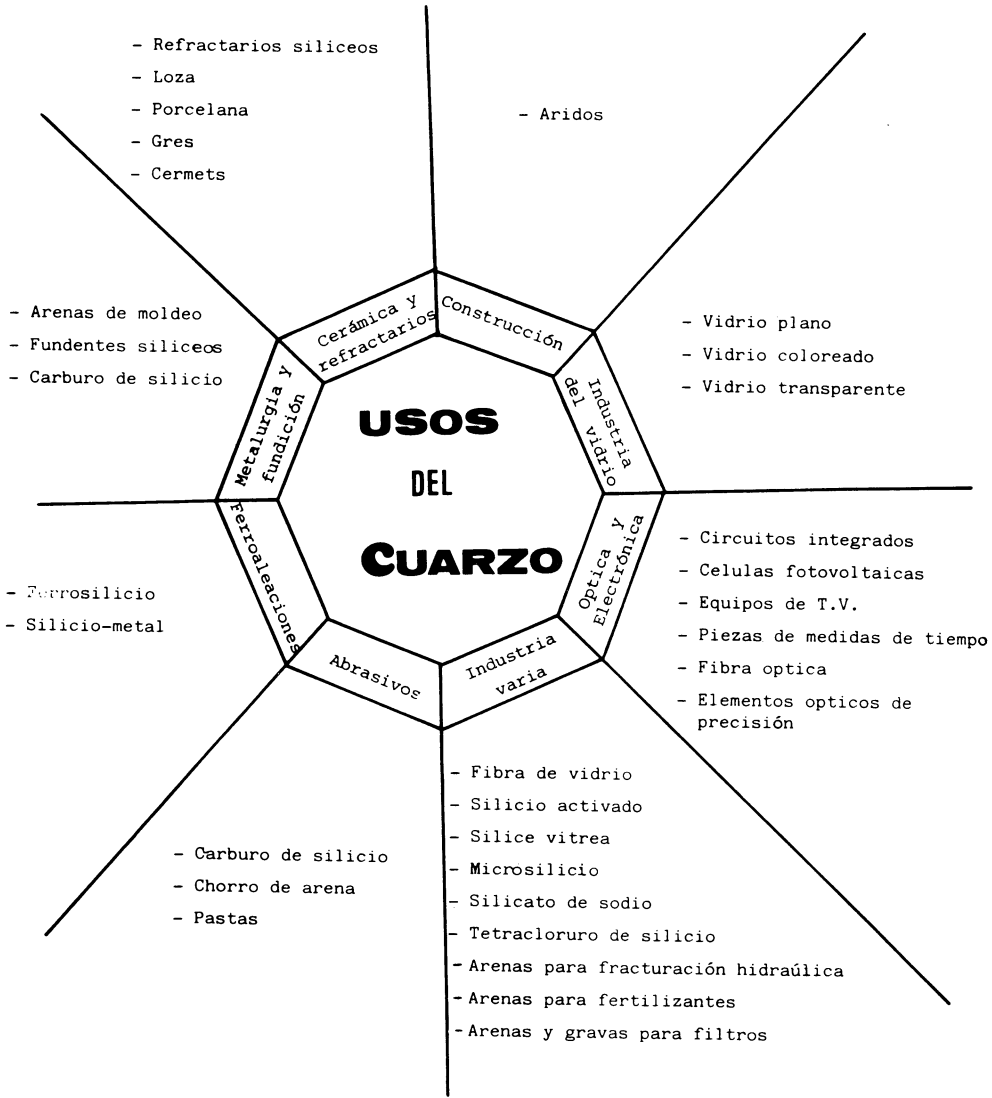 USOS
DEL
CUARZO
Cerámica y
refractarios
- Refractarios siliceos
- Loza
- Porcelana
- Gres
- Cermets
Construcción
- Aridos
Industria
del vidrio
- Vidrio plano
- Vidrio coloreado
- Vidrio transparente
Optica y
Electrónica
- Circuitos integrados
- Celulas fotovoltaicas
- Equipos de T.V.
- Piezas de medidas de tiempo
- Fibra optica
- Elementos opticos de
precisión
Industria
varia
- Fibra de vidrio
- Silicio activado
- Silice vitrea
- Microsilicio
- Silicato de sodio
- Tetracloruro de silicio
- Arenas para fracturación hidraúlica
- Arenas para fertilizantes
- Arenas y gravas para filtros
Abrasivos
- Carburo de silicio
- Chorro de arena
- Pastas
Ferroaleaciones
- Ferrosilicio
- Silicio-metal
Metalurgia y
fundición
- Arenas de moldeo
- Fundentes siliceos
- Carburo de silicio